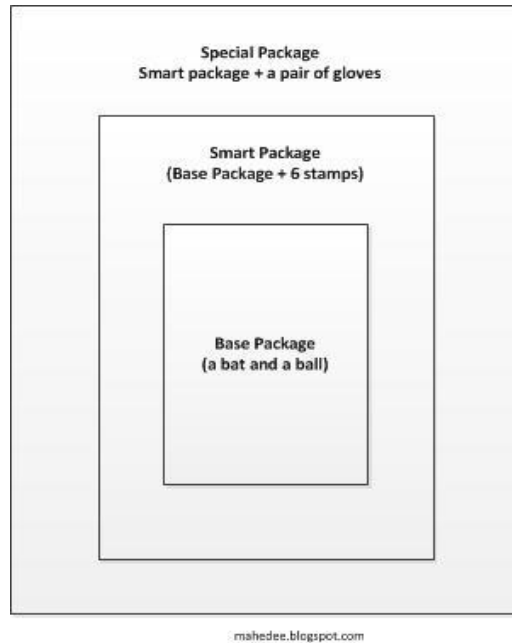 Special Package
Smart package + a pair of gloves
Smart Package
(Base Package + 6 stamps)
Base Package
(a bat and a ball)
mahedee.blogspot.com